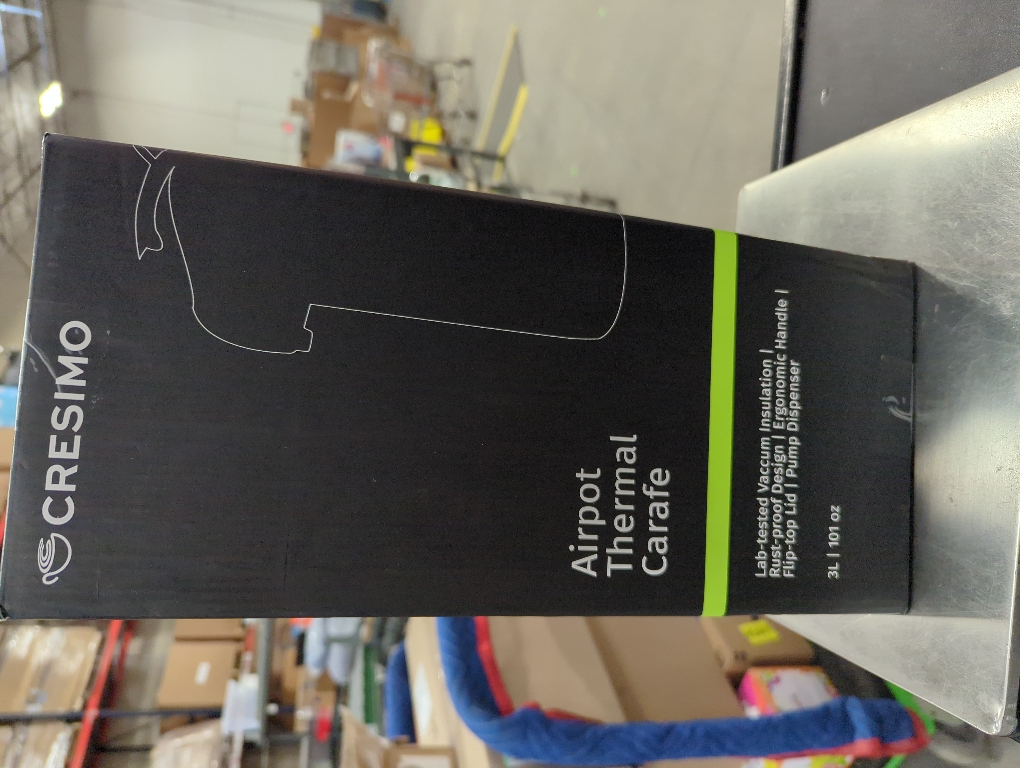 CRESIMO
Airpot
Thermal
Carafe
Lab-tested Vaccum Insulation |
Rust-proof Design | Ergonomic Handle |
Flip-top Lid | Pump Dispenser
3L | 101 oz